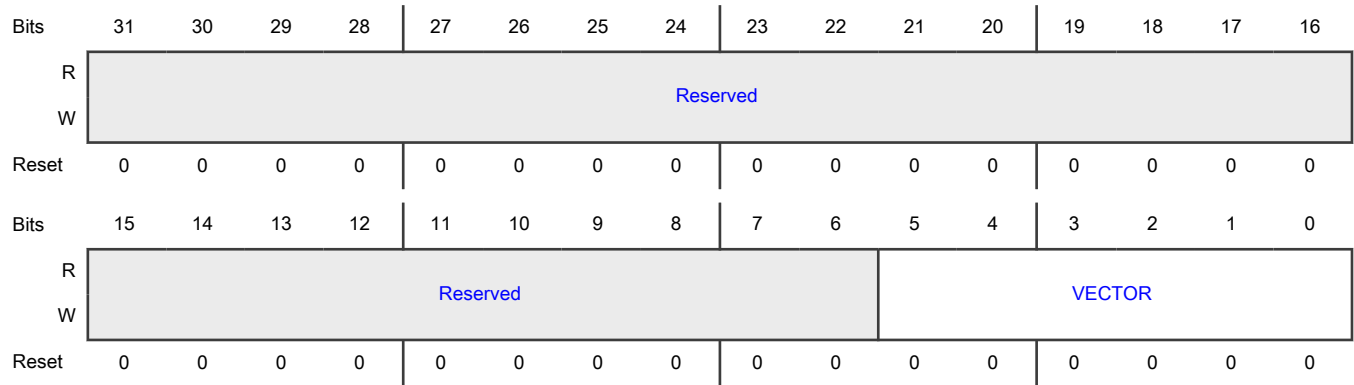 Bits 31 30 29 28 27 26 25 24 23 22 21 20 19 18 17 16
R
Reserved
W
Reset 0 0 0 0 0 0 0 0 0 0 0 0 0 0 0 0
Bits 15 14 13 12 11 10 9 8 7 6 5 4 3 2 1 0
R
Reserved VECTOR
W
Reset 0 0 0 0 0 0 0 0 0 0 0 0 0 0 0 0